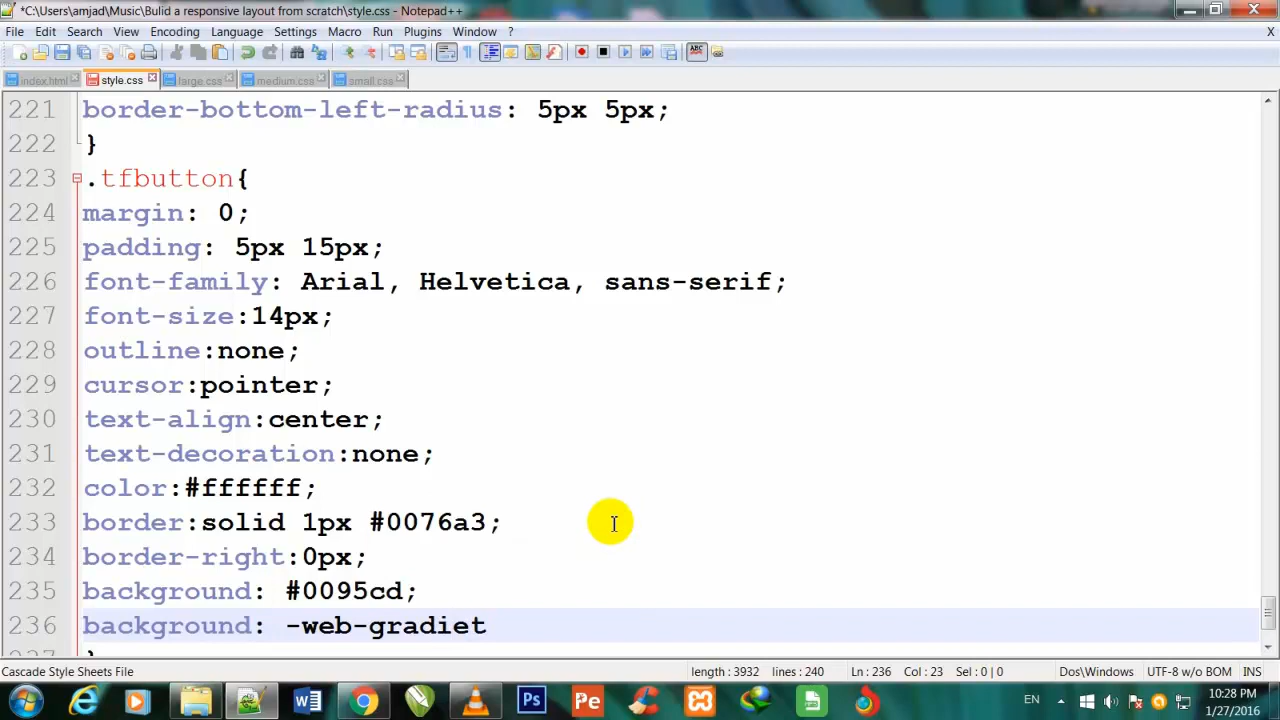 *C:\Users\amjad\Music\Bulid a responsive layout from scratch\style.css - Notepad++
File Edit Search View Encoding Language Settings Macro Run Plugins Window ? X
index.html style.css large.css medium.css small.css
221 border-bottom-left-radius: 5px 5px;
222 }
223 .tfbutton{
224 margin: 0;
225 padding: 5px 15px;
226 font-family: Arial, Helvetica, sans-serif;
227 font-size:14px;
228 outline:none;
229 cursor:pointer;
230 text-align:center;
231 text-decoration:none;
232 color:#ffffff;
233 border:solid 1px #0076a3;
234 border-right:0px;
235 background: #0095cd;
236 background: -web-gradiet
237 }
Cascade Style Sheets File length : 3932 lines : 240 Ln : 236 Col : 23 Sel : 0 | 0 Dos\Windows UTF-8 w/o BOM INS
W Ps Pe EN 10:28 PM
1/27/2016